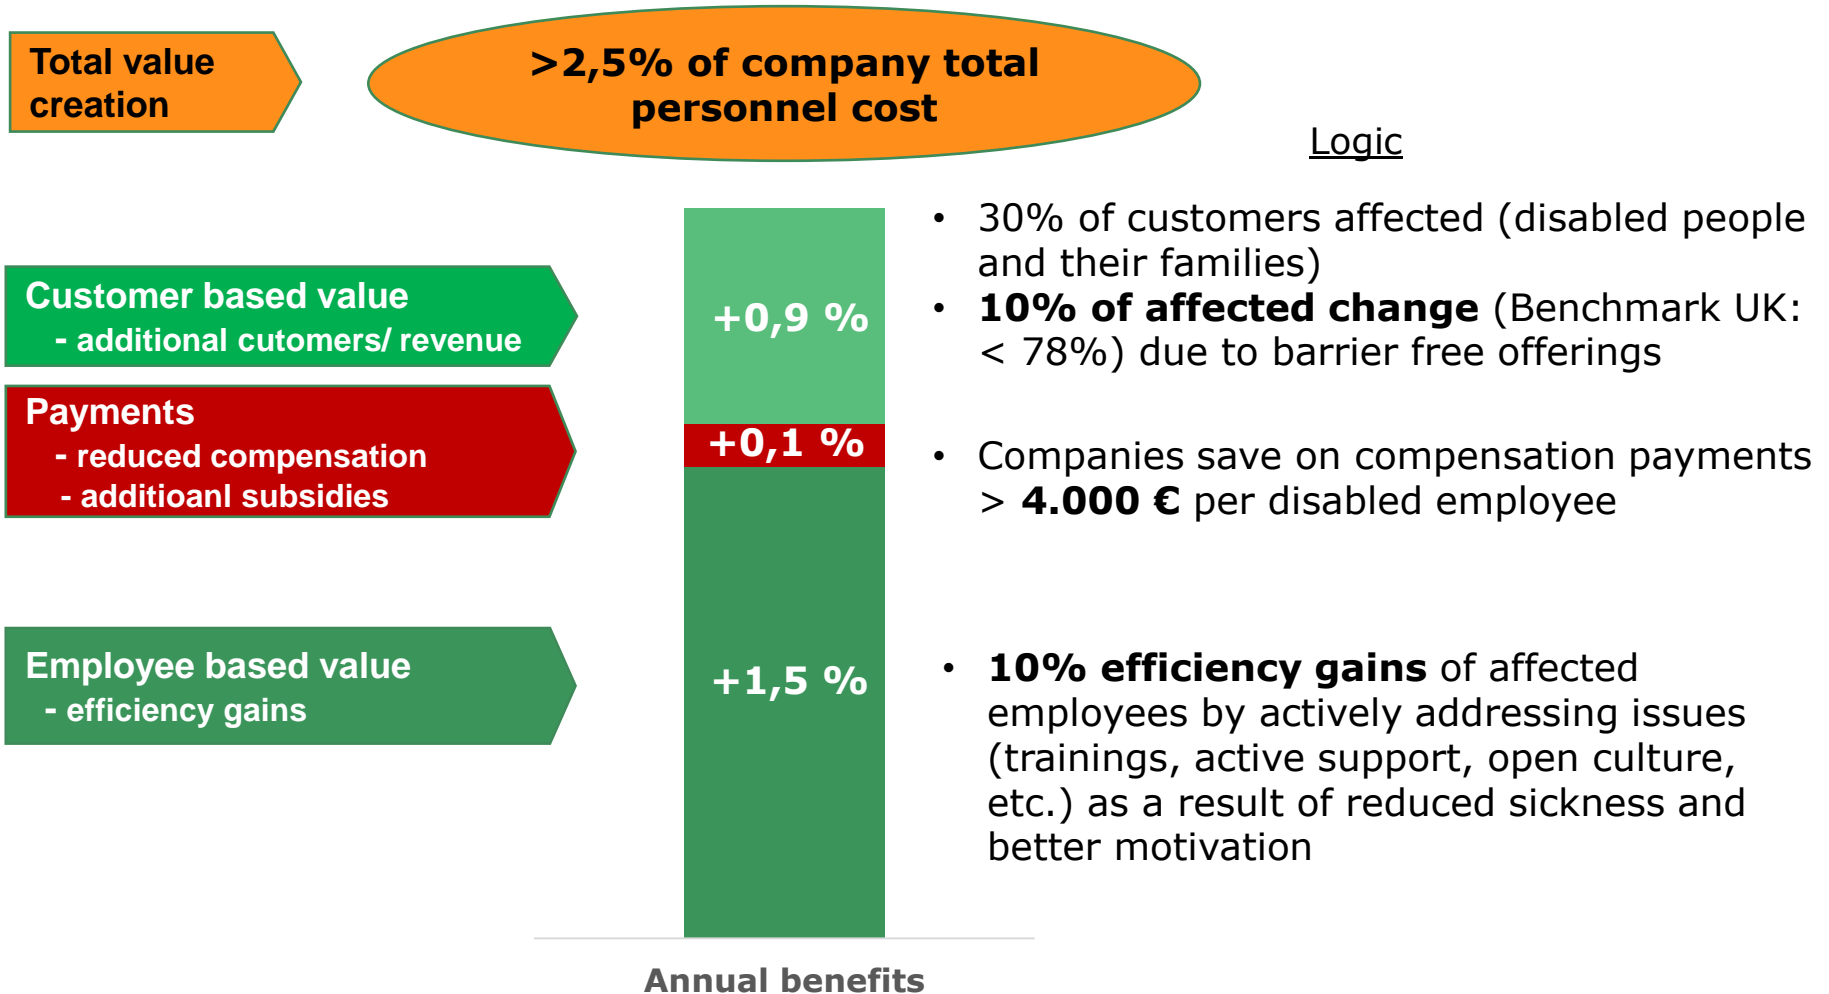 Total value
creation
>2,5% of company total
personnel cost
Logic
Customer based value
- additional cutomers/ revenue
+0,9 %
• 30% of customers affected (disabled people
and their families)
• 10% of affected change (Benchmark UK:
< 78%) due to barrier free offerings
Payments
- reduced compensation
- additioanl subsidies
+0,1 %
• Companies save on compensation payments
> 4.000 € per disabled employee
Employee based value
- efficiency gains
+1,5 %
• 10% efficiency gains of affected
employees by actively addressing issues
(trainings, active support, open culture,
etc.) as a result of reduced sickness and
better motivation
Annual benefits